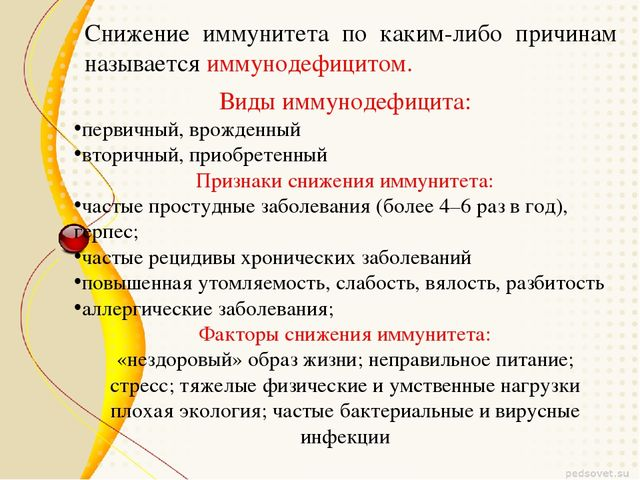 Снижение иммунитета по каким-либо причинам
называется иммунодефицитом.
Виды иммунодефицита:
•первичный, врожденный
•вторичный, приобретенный
Признаки снижения иммунитета:
•частые простудные заболевания (более 4–6 раз в год),
герпес;
•частые рецидивы хронических заболеваний
•повышенная утомляемость, слабость, вялость, разбитость
•аллергические заболевания;
Факторы снижения иммунитета:
«нездоровый» образ жизни; неправильное питание;
стресс; тяжелые физические и умственные нагрузки
плохая экология; частые бактериальные и вирусные
инфекции
pedsovet.su